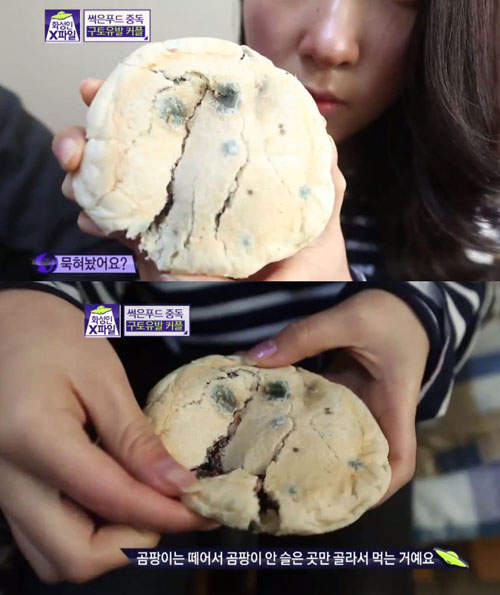 화성인
X파일
썩은푸드 중독
구토유발 커플
묵혀놨어요?
화성인
X파일
썩은푸드 중독
구토유발 커플
곰팡이는 떼어서 곰팡이 안 슬은 곳만 골라서 먹는 거예요